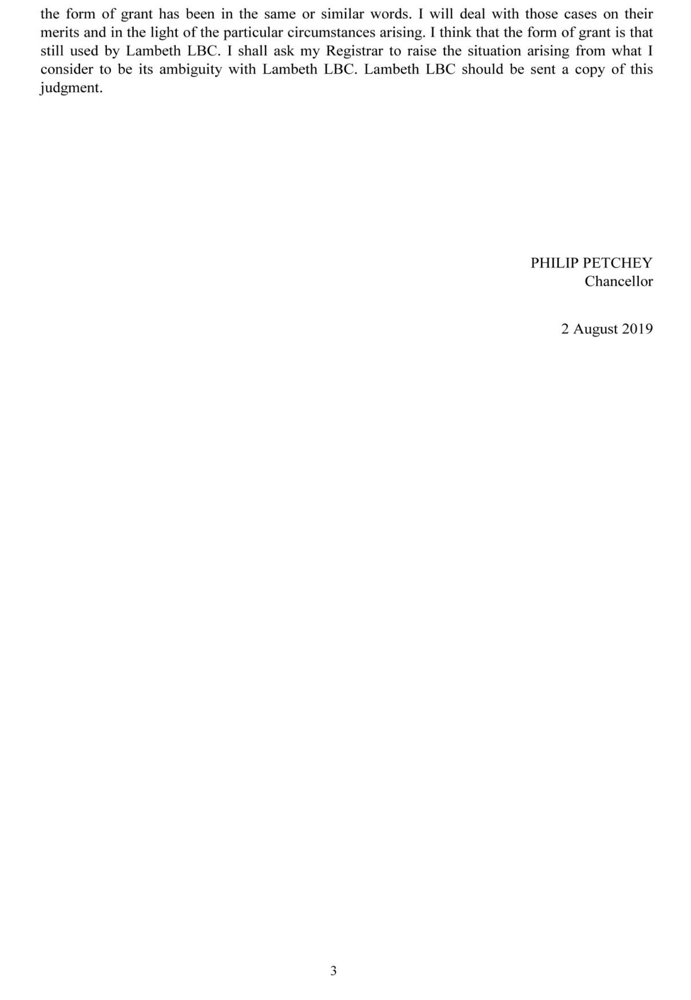 the form of grant has been in the same or similar words. I will deal with those cases on their
merits and in the light of the particular circumstances arising. I think that the form of grant is that
still used by Lambeth LBC. I shall ask my Registrar to raise the situation arising from what I
consider to be its ambiguity with Lambeth LBC. Lambeth LBC should be sent a copy of this
judgment.
PHILIP PETCHEY
Chancellor
2 August 2019
3